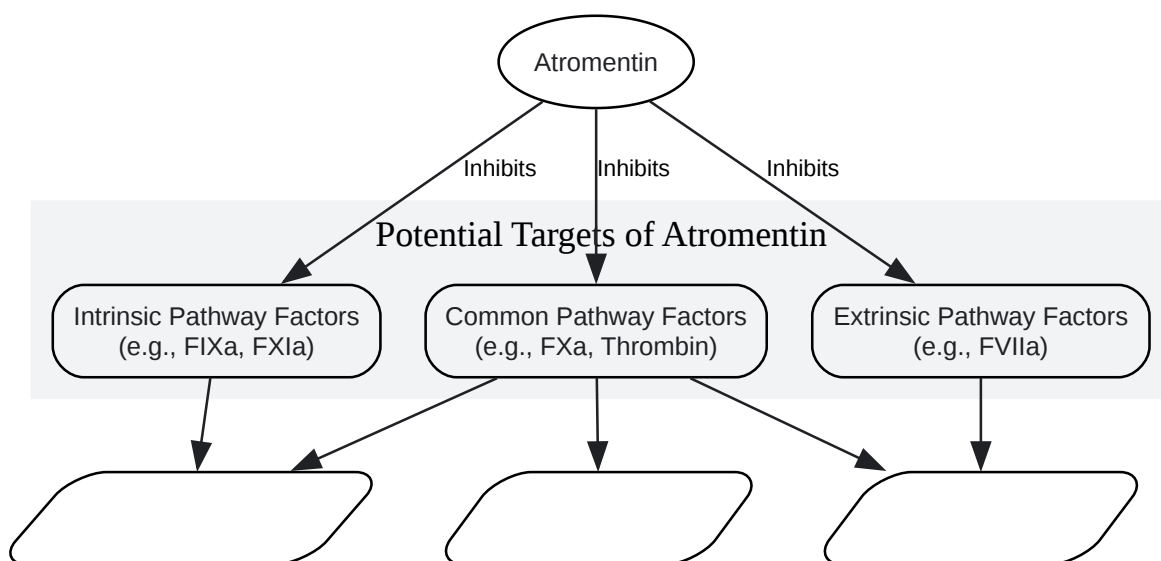 Atromentin
Inhibits
Inhibits
Inhibits
Potential Targets of Atromentin
Intrinsic Pathway Factors
(e.g., FIXa, FXIa)
Common Pathway Factors
(e.g., FXa, Thrombin)
Extrinsic Pathway Factors
(e.g., FVIIa)